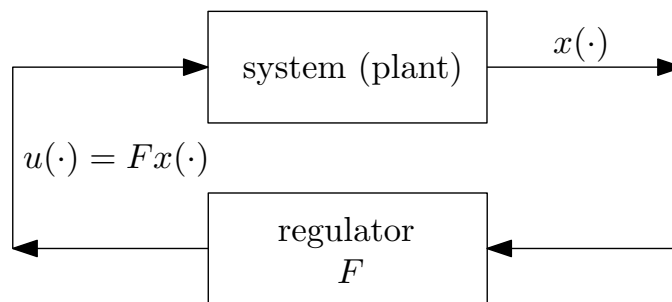 system (plant)
x(·)
u(·) = Fx(·)
regulator
F